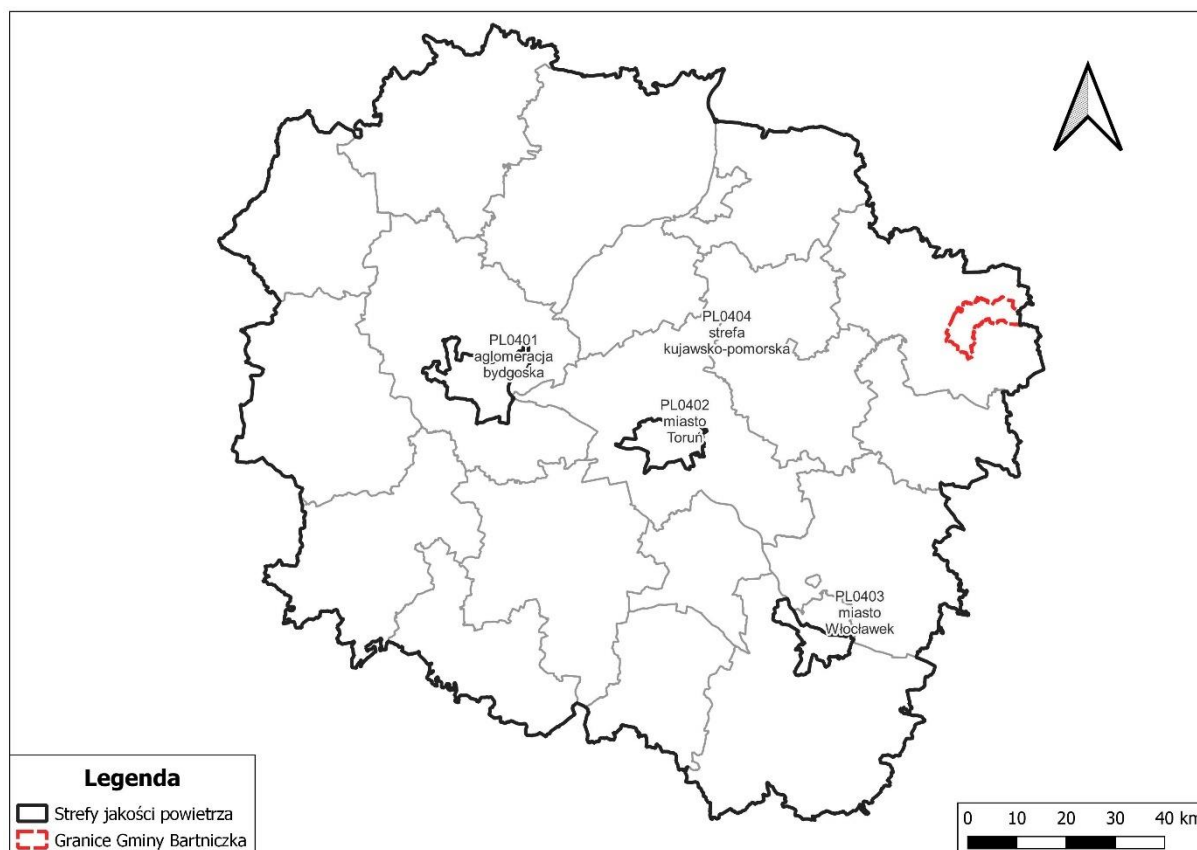 PL0404
strefa
kujawsko-pomorska
PL0401
aglomeracja
bydgoska
PL0402
miasto
Toruń
PL0403
miasto
Włocławek
Legenda
Strefy jakości powietrza
Granice Gminy Bartniczka
0 10 20 30 40 km